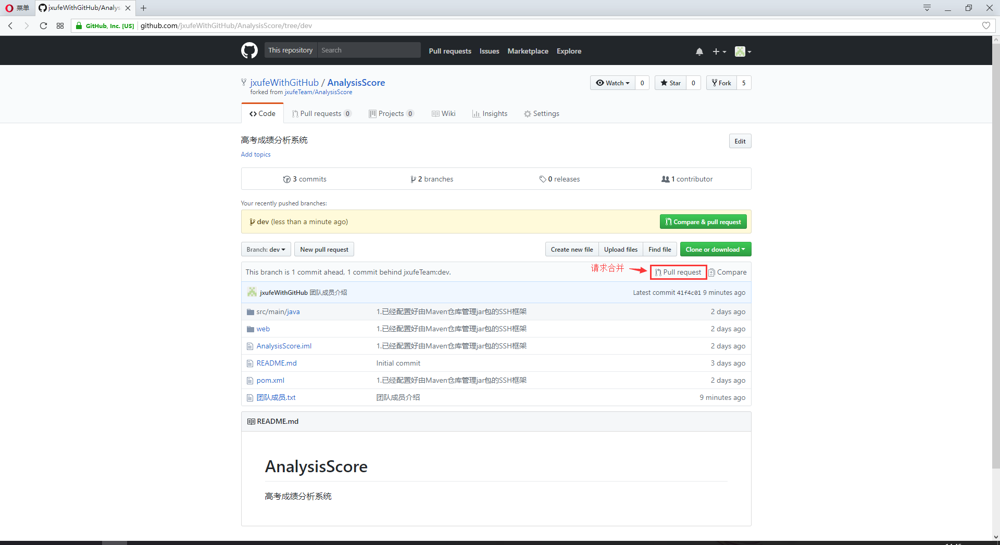 菜单 jxufeWithGitHub/Analys
GitHub, Inc. [US] github.com/jxufeWithGitHub/AnalysisScore/tree/dev
This repository Search Pull requests Issues Marketplace Explore
jxufeWithGitHub / AnalysisScore Watch 0 Star 0 Fork 5
forked from jxufeTeam/AnalysisScore
Code Pull requests 0 Projects 0 Wiki Insights Settings
高考成绩分析系统 Edit
Add topics
3 commits 2 branches 0 releases 1 contributor
Your recently pushed branches:
dev (less than a minute ago) Compare & pull request
Branch: dev New pull request Create new file Upload files Find file Clone or download
This branch is 1 commit ahead, 1 commit behind jxufeTeam:dev. 请求合并 Pull request Compare
jxufeWithGitHub 团队成员介绍 Latest commit 41f4c01 9 minutes ago
src/main/java 1.已经配置好由Maven仓库管理jar包的SSH框架 2 days ago
web 1.已经配置好由Maven仓库管理jar包的SSH框架 2 days ago
AnalysisScore.iml 1.已经配置好由Maven仓库管理jar包的SSH框架 2 days ago
README.md Initial commit 3 days ago
pom.xml 1.已经配置好由Maven仓库管理jar包的SSH框架 2 days ago
团队成员.txt 团队成员介绍 9 minutes ago
README.md
AnalysisScore
高考成绩分析系统